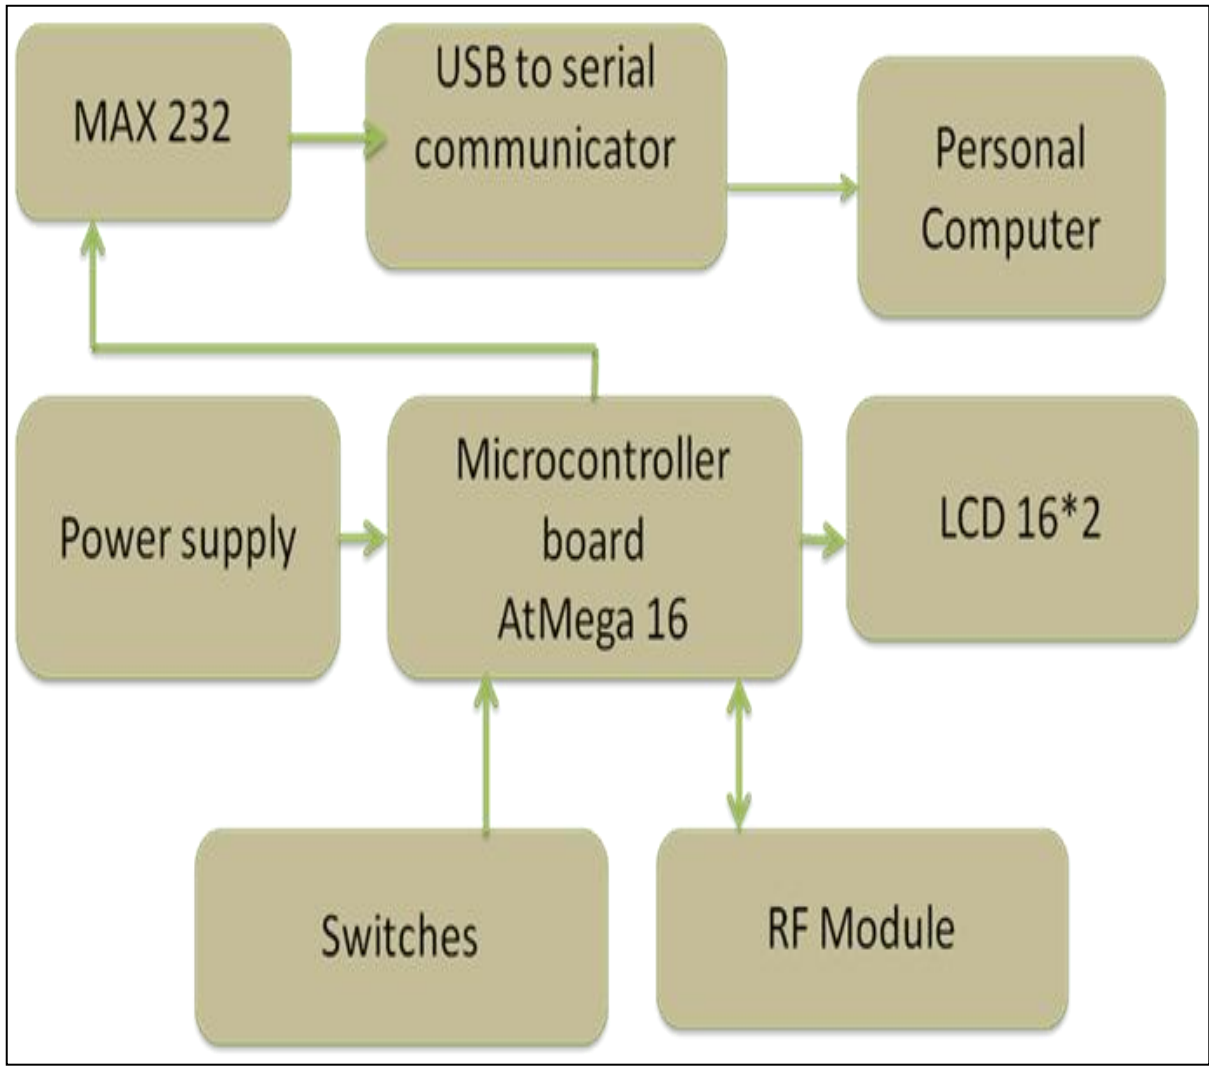 MAX 232
USB to serial
communicator
Personal
Computer
Power supply
Microcontroller
board
AtMega 16
LCD 16*2
Switches
RF Module